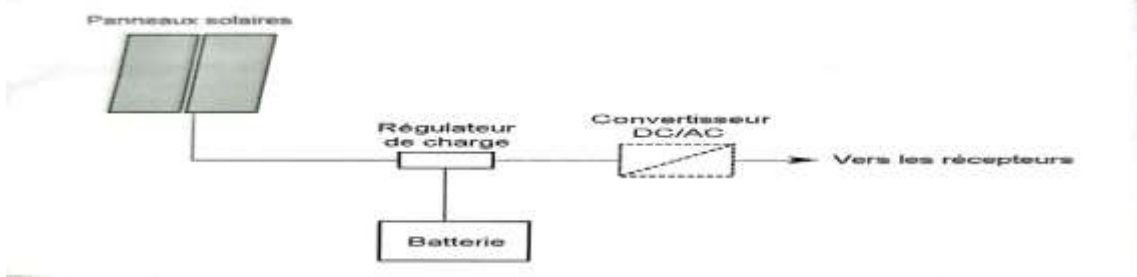 Panneaux solaires
Régulateur
de charge
Convertisseur
DC/AC
Vers les récepteurs
Batterie